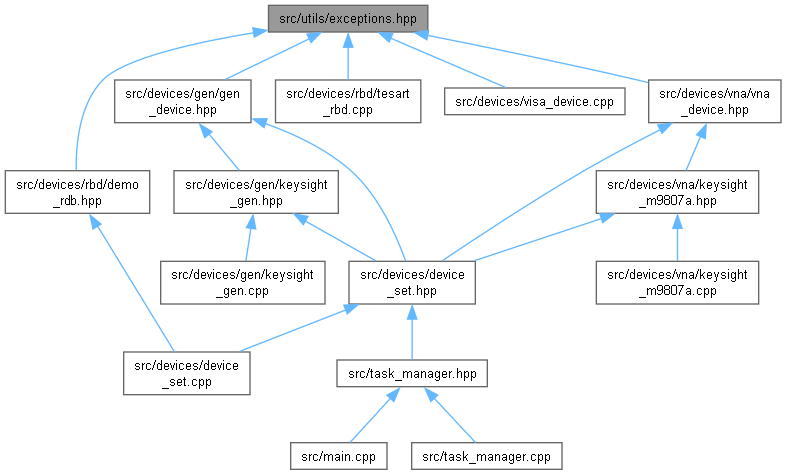 src/utils/exceptions.hpp
src/devices/gen/gen
_device.hpp
src/devices/rbd/tesart
_rbd.cpp
src/devices/visa_device.cpp
src/devices/vna/vna
_device.hpp
src/devices/rbd/demo
_rdb.hpp
src/devices/gen/keysight
_gen.hpp
src/devices/vna/keysight
_m9807a.hpp
src/devices/gen/keysight
_gen.cpp
src/devices/device
_set.hpp
src/devices/vna/keysight
_m9807a.cpp
src/devices/device
_set.cpp
src/task_manager.hpp
src/main.cpp
src/task_manager.cpp